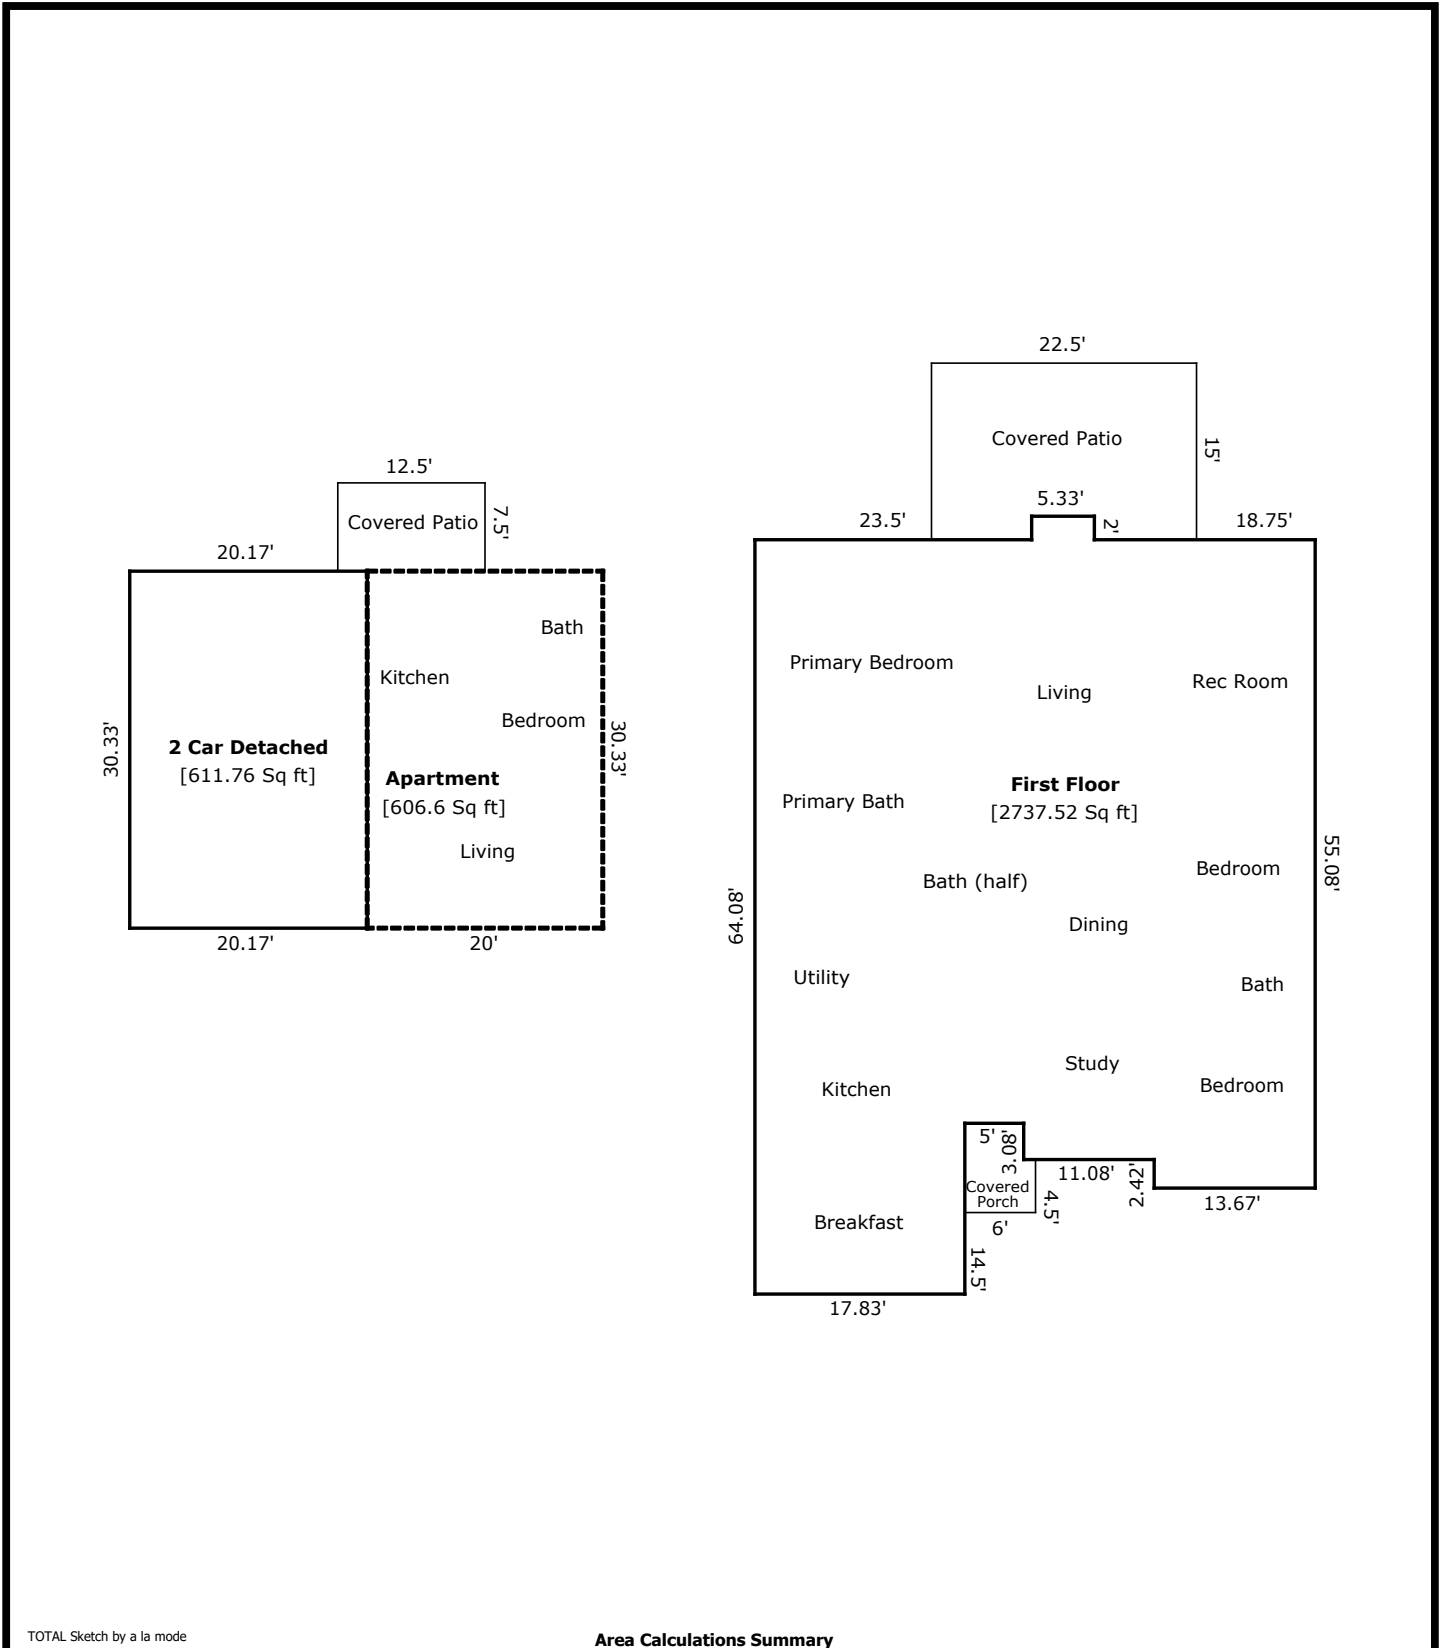 22.5'
Covered Patio
15'
12.5'
5.33'
23.5'
2'
18.75'
Covered Patio
7.5'
20.17'
Bath
Primary Bedroom
Kitchen
Living
Rec Room
Bedroom
30.33'
2 Car Detached
[611.76 Sq ft]
30.33'
Apartment
[606.6 Sq ft]
First Floor
[2737.52 Sq ft]
Primary Bath
Living
55.08'
Bedroom
Bath (half)
64.08'
Dining
20.17'
20'
Utility
Bath
Study
Kitchen
Bedroom
5'
3.08'
11.08'
2.42'
Covered
Porch
4.5'
13.67'
Breakfast
6'
14.5'
17.83'
TOTAL Sketch by a la mode
Area Calculations Summary